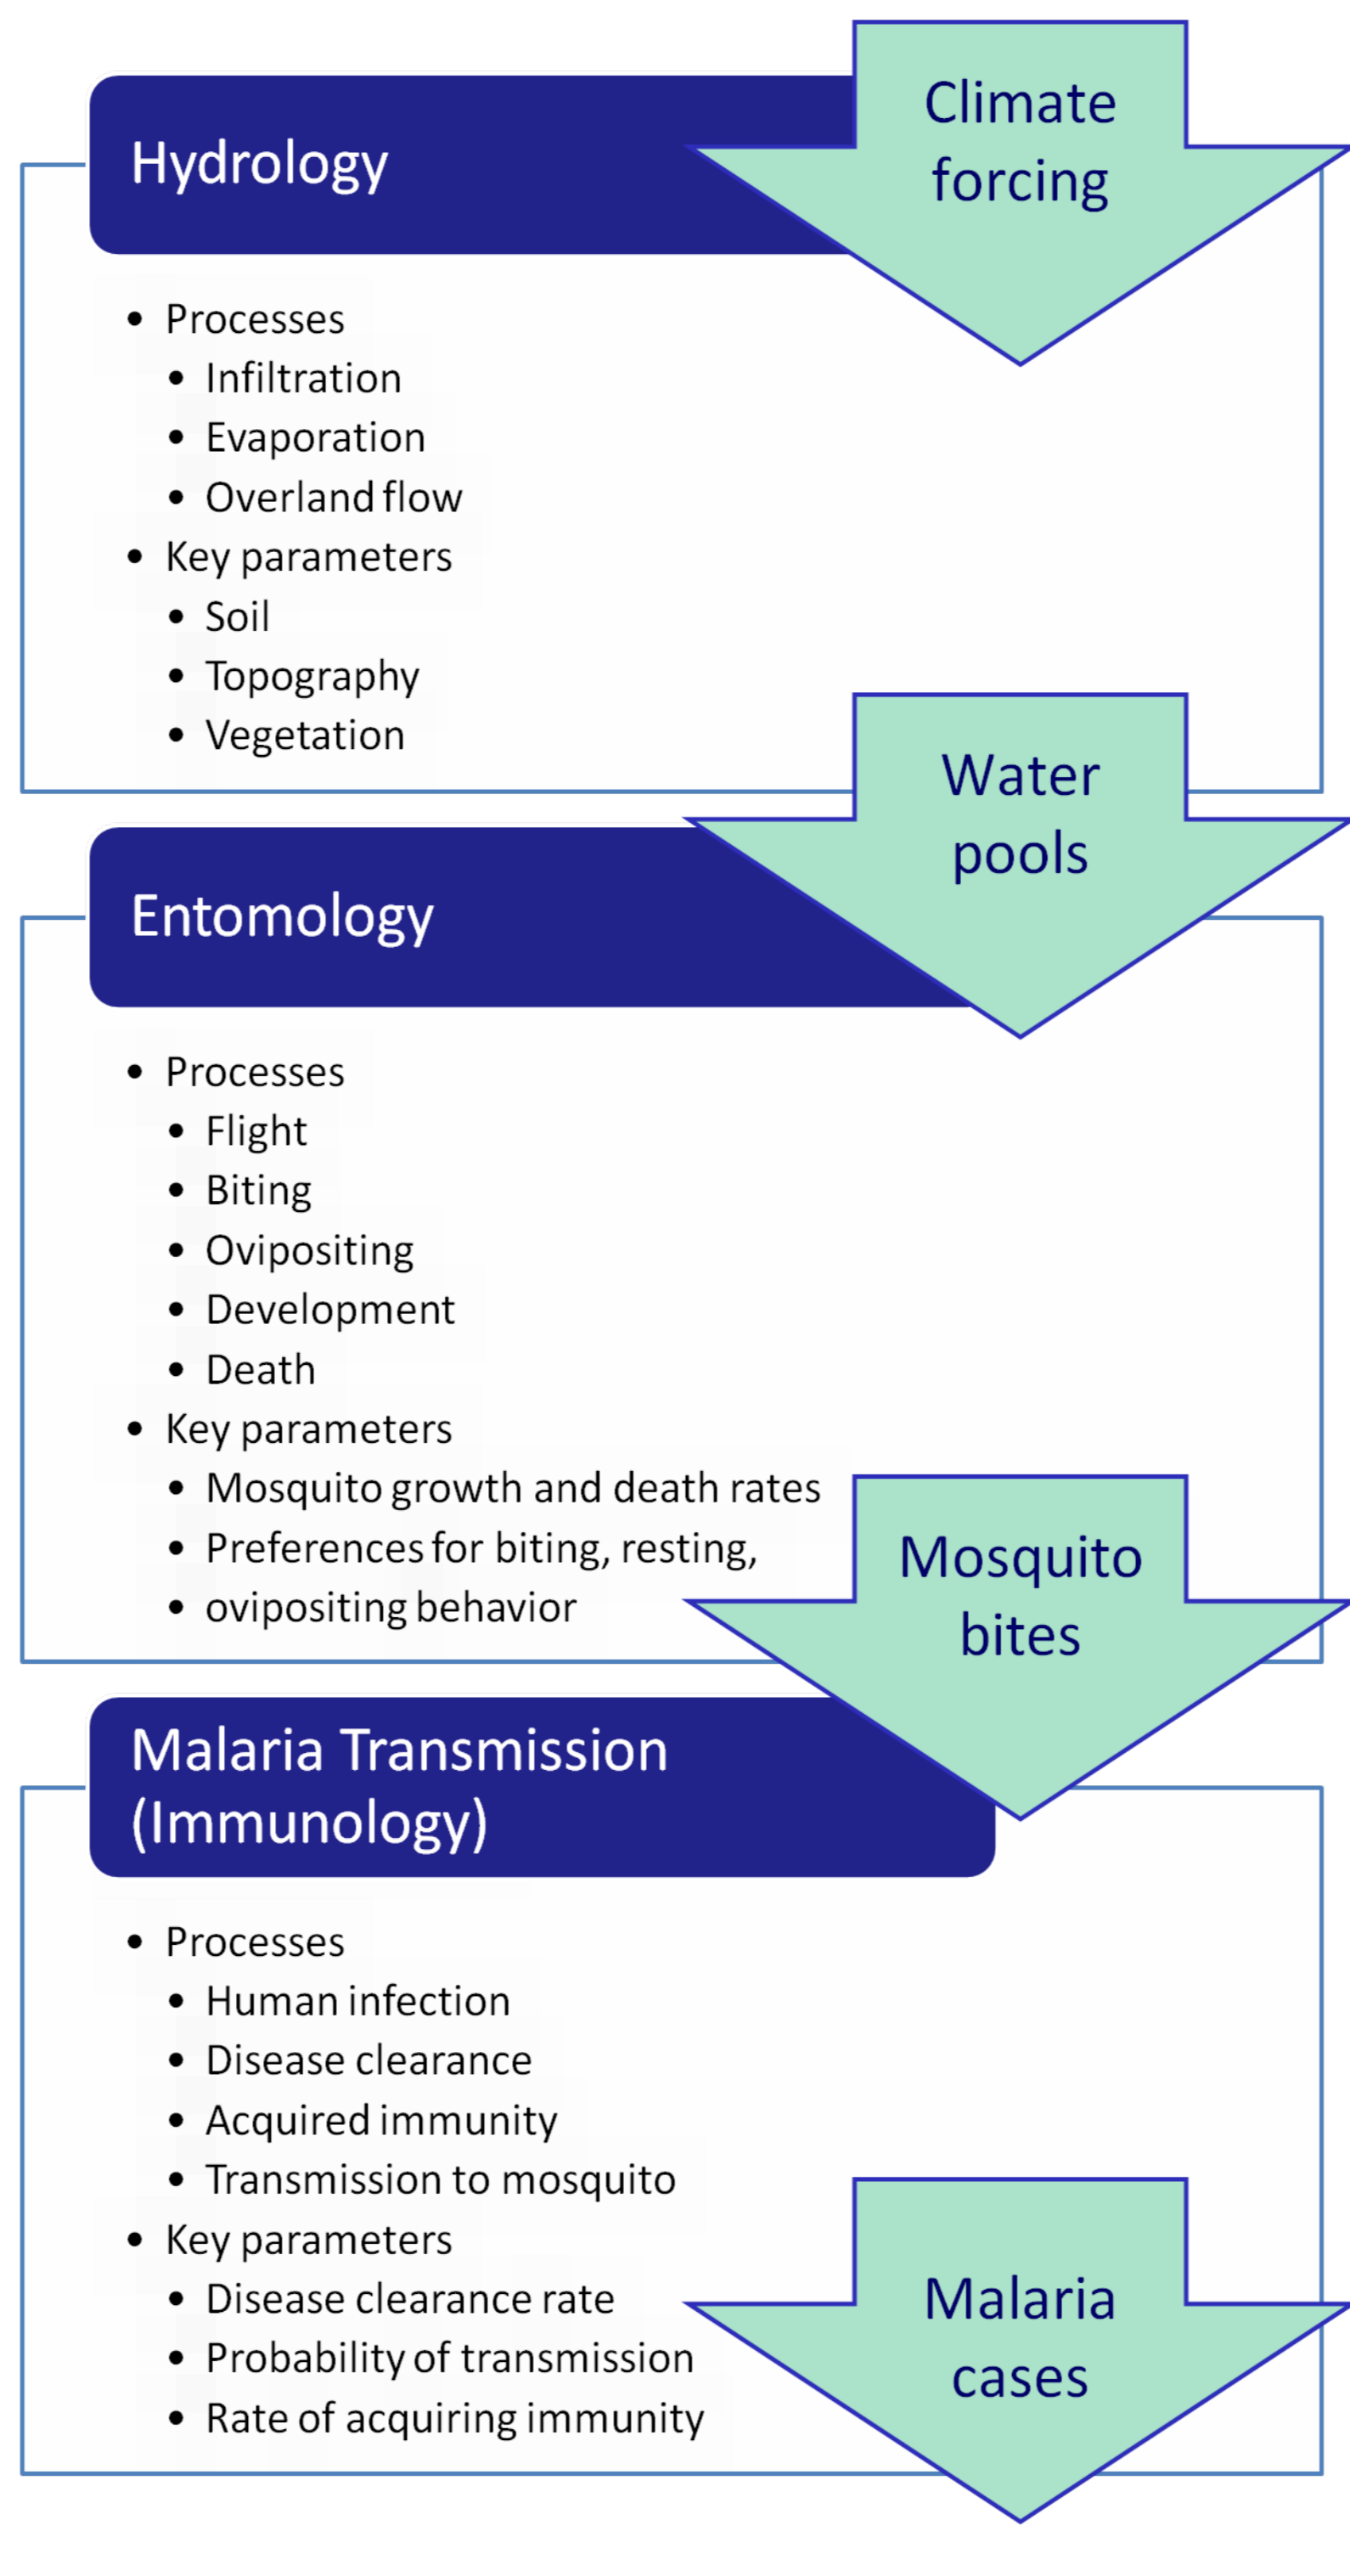 Climate
forcing
Hydrology
• Processes
• Infiltration
• Evaporation
• Overland flow
• Key parameters
• Soil
• Topography
• Vegetation
Water
pools
Entomology
• Processes
• Flight
• Biting
• Ovipositing
• Development
• Death
• Key parameters
• Mosquito growth and death rates
• Preferences for biting, resting,
• ovipositing behavior
Mosquito
bites
Malaria Transmission
(Immunology)
• Processes
• Human infection
• Disease clearance
• Acquired immunity
• Transmission to mosquito
• Key parameters
• Disease clearance rate
• Probability of transmission
• Rate of acquiring immunity
Malaria
cases